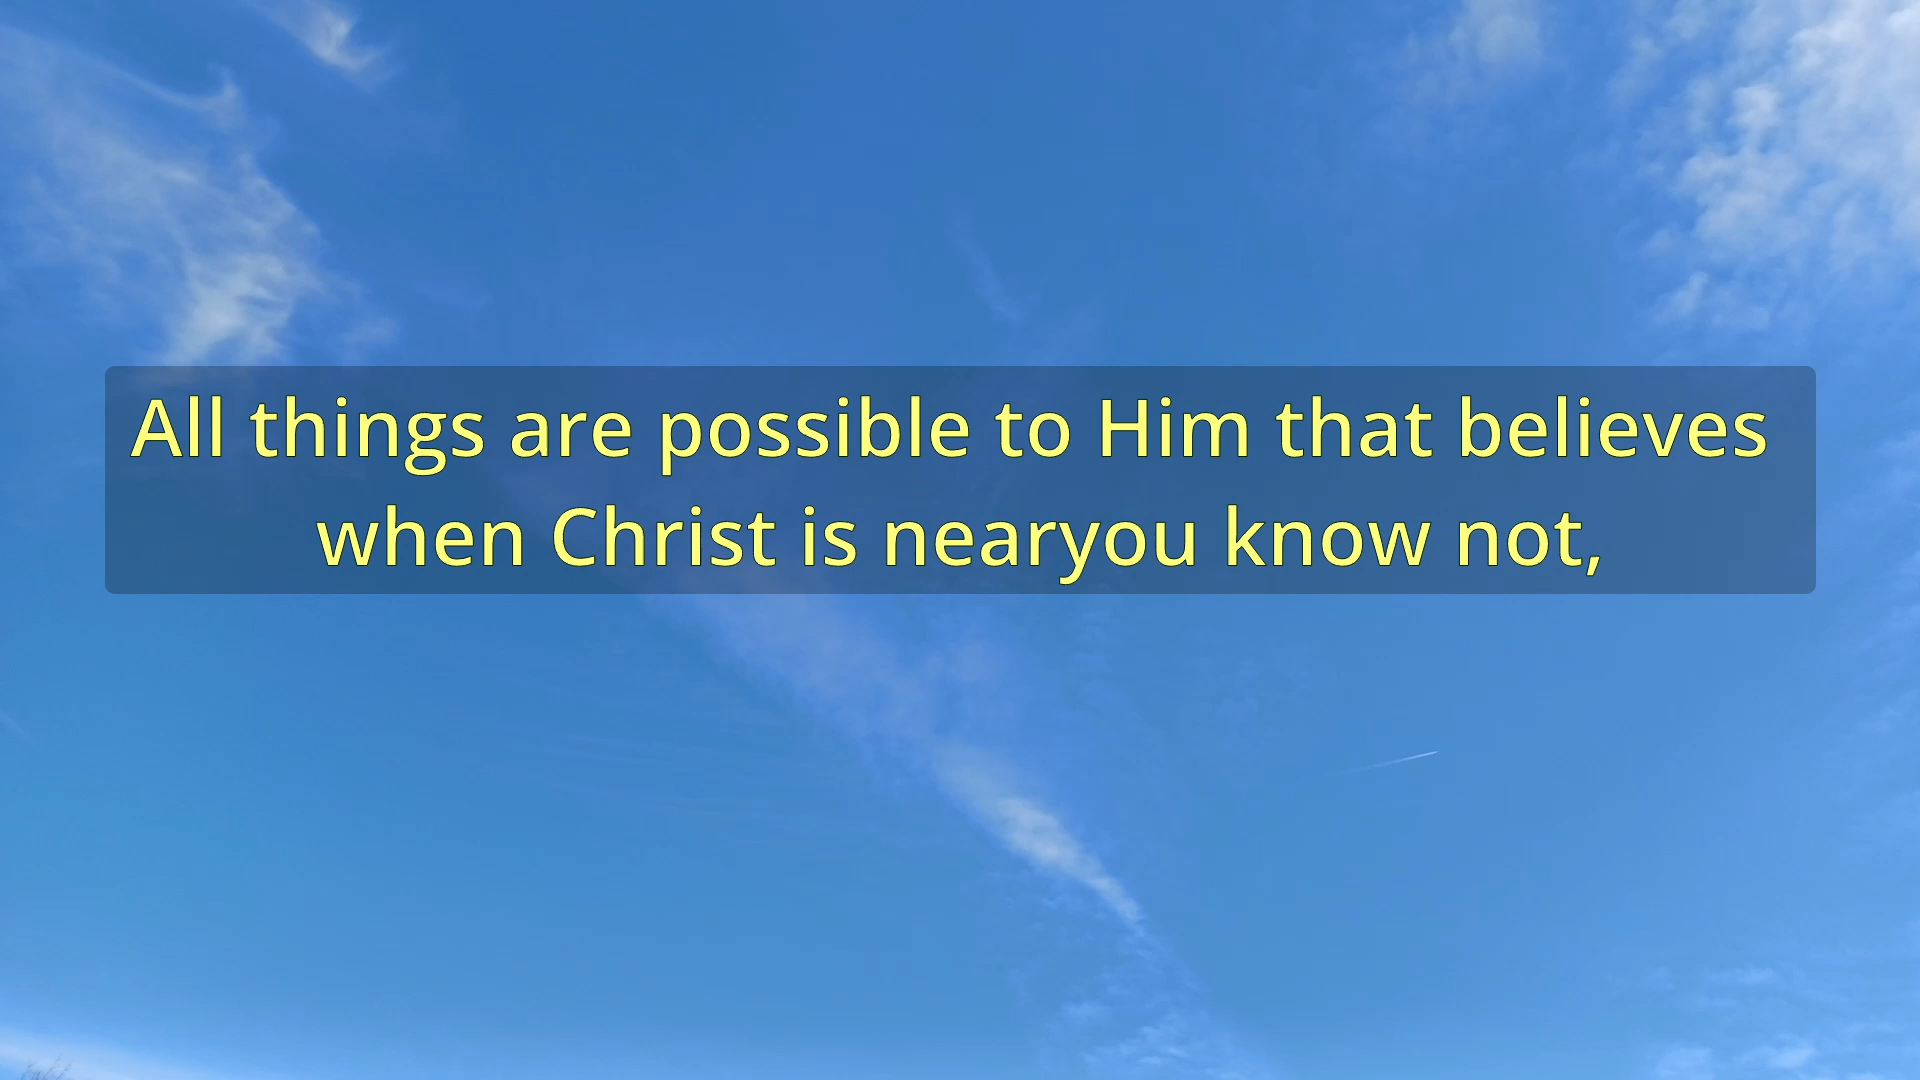 All things are possible to Him that believes
when Christ is nearyou know not,